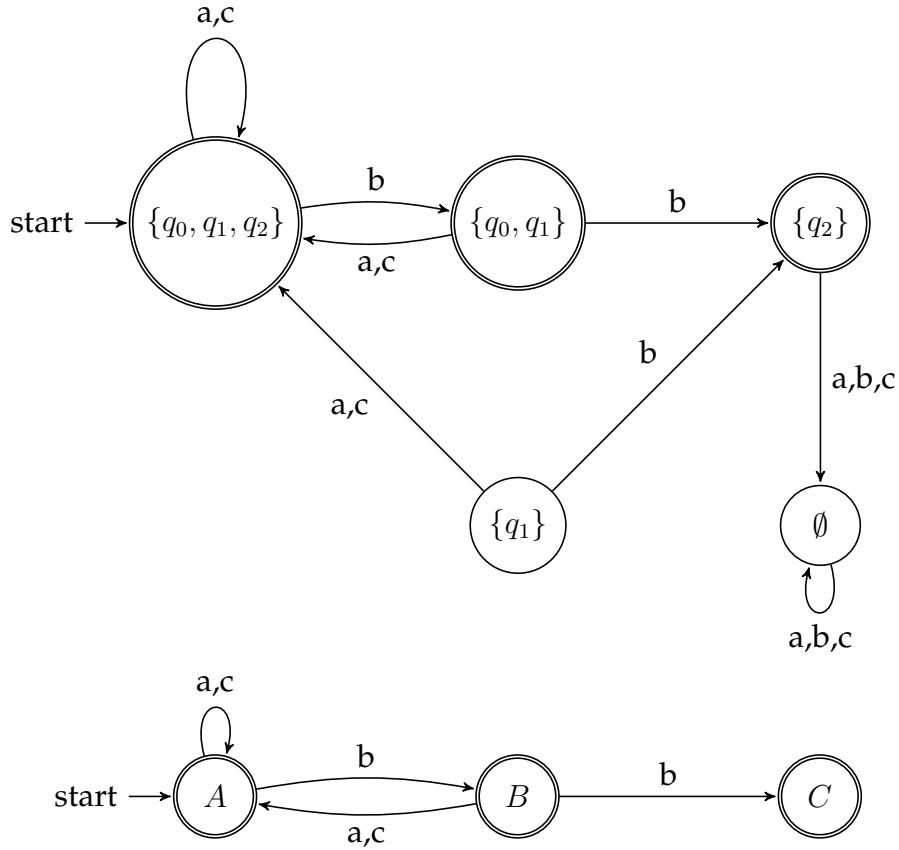 a,c
b
start
{q₀, q₁, q₂}
{q₀, q₁}
b
{q₂}
a,c
b
a,c
a,b,c
{q₁}
∅
a,b,c
a,c
b
b
start
A
B
C
a,c